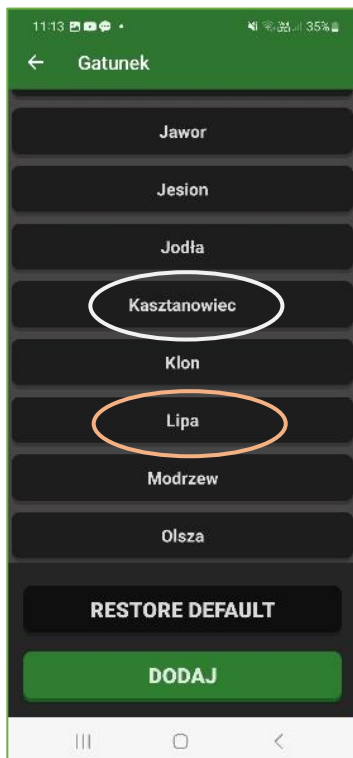 11:13 35%
Gatunek
Jawor
Jesion
Jodła
Kasztanowiec
Klon
Lipa
Modrzew
Olsza
RESTORE DEFAULT
DODAJ